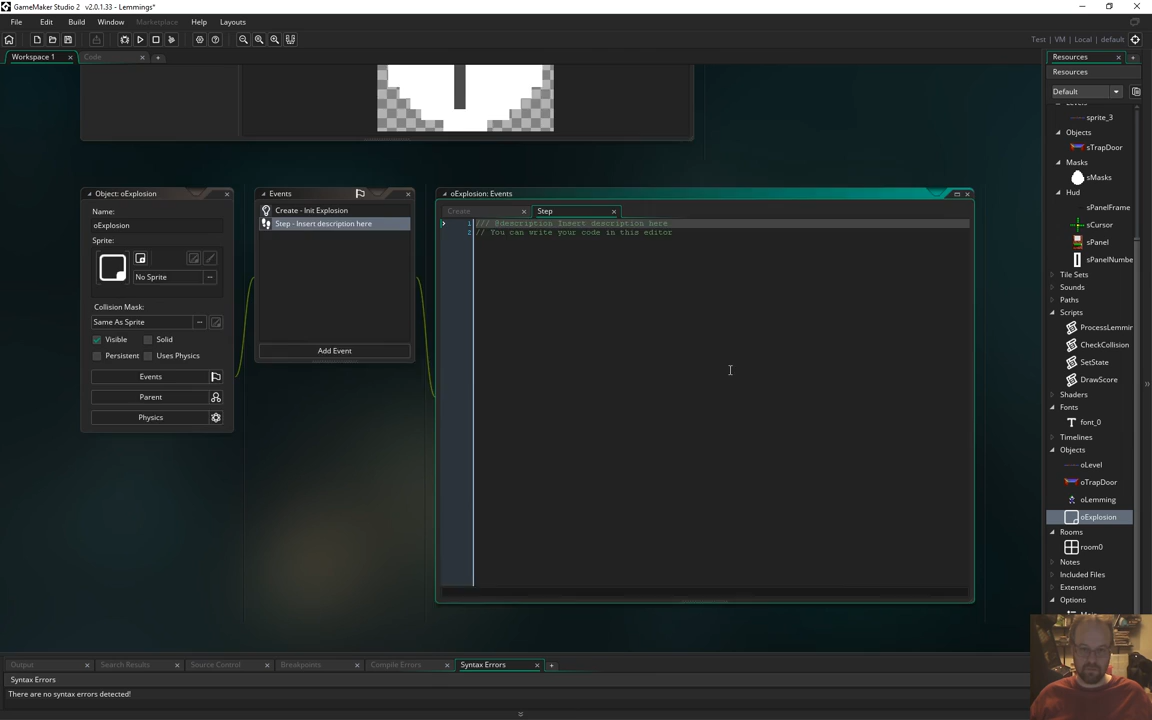 GameMaker Studio 2 v2.0.1.33 - Lemmings*
File Edit Build Window Marketplace Help Layouts
Test | VM | Local | default
Workspace 1
Code
Resources
Resources
Default
sprite_3
Objects
sTrapDoor
Masks
sMasks
Hud
sPanelFrame
sCursor
sPanel
sPanelNumbe
Tile Sets
Sounds
Paths
Scripts
ProcessLemmin
CheckCollision
SetState
DrawScore
Shaders
Fonts
font_0
Timelines
Objects
oLevel
oTrapDoor
oLemming
oExplosion
Rooms
room0
Notes
Included Files
Extensions
Options
Object: oExplosion
Name:
oExplosion
Sprite:
No Sprite
Collision Mask:
Same As Sprite
Visible Solid
Persistent Uses Physics
Events
Parent
Physics
Events
Create - Init Explosion
Step - Insert description here
Add Event
oExplosion: Events
Create Step
1 /// @description Insert description here
2 // You can write your code in this editor
Output Search Results Source Control Breakpoints Compile Errors Syntax Errors
Syntax Errors
There are no syntax errors detected!